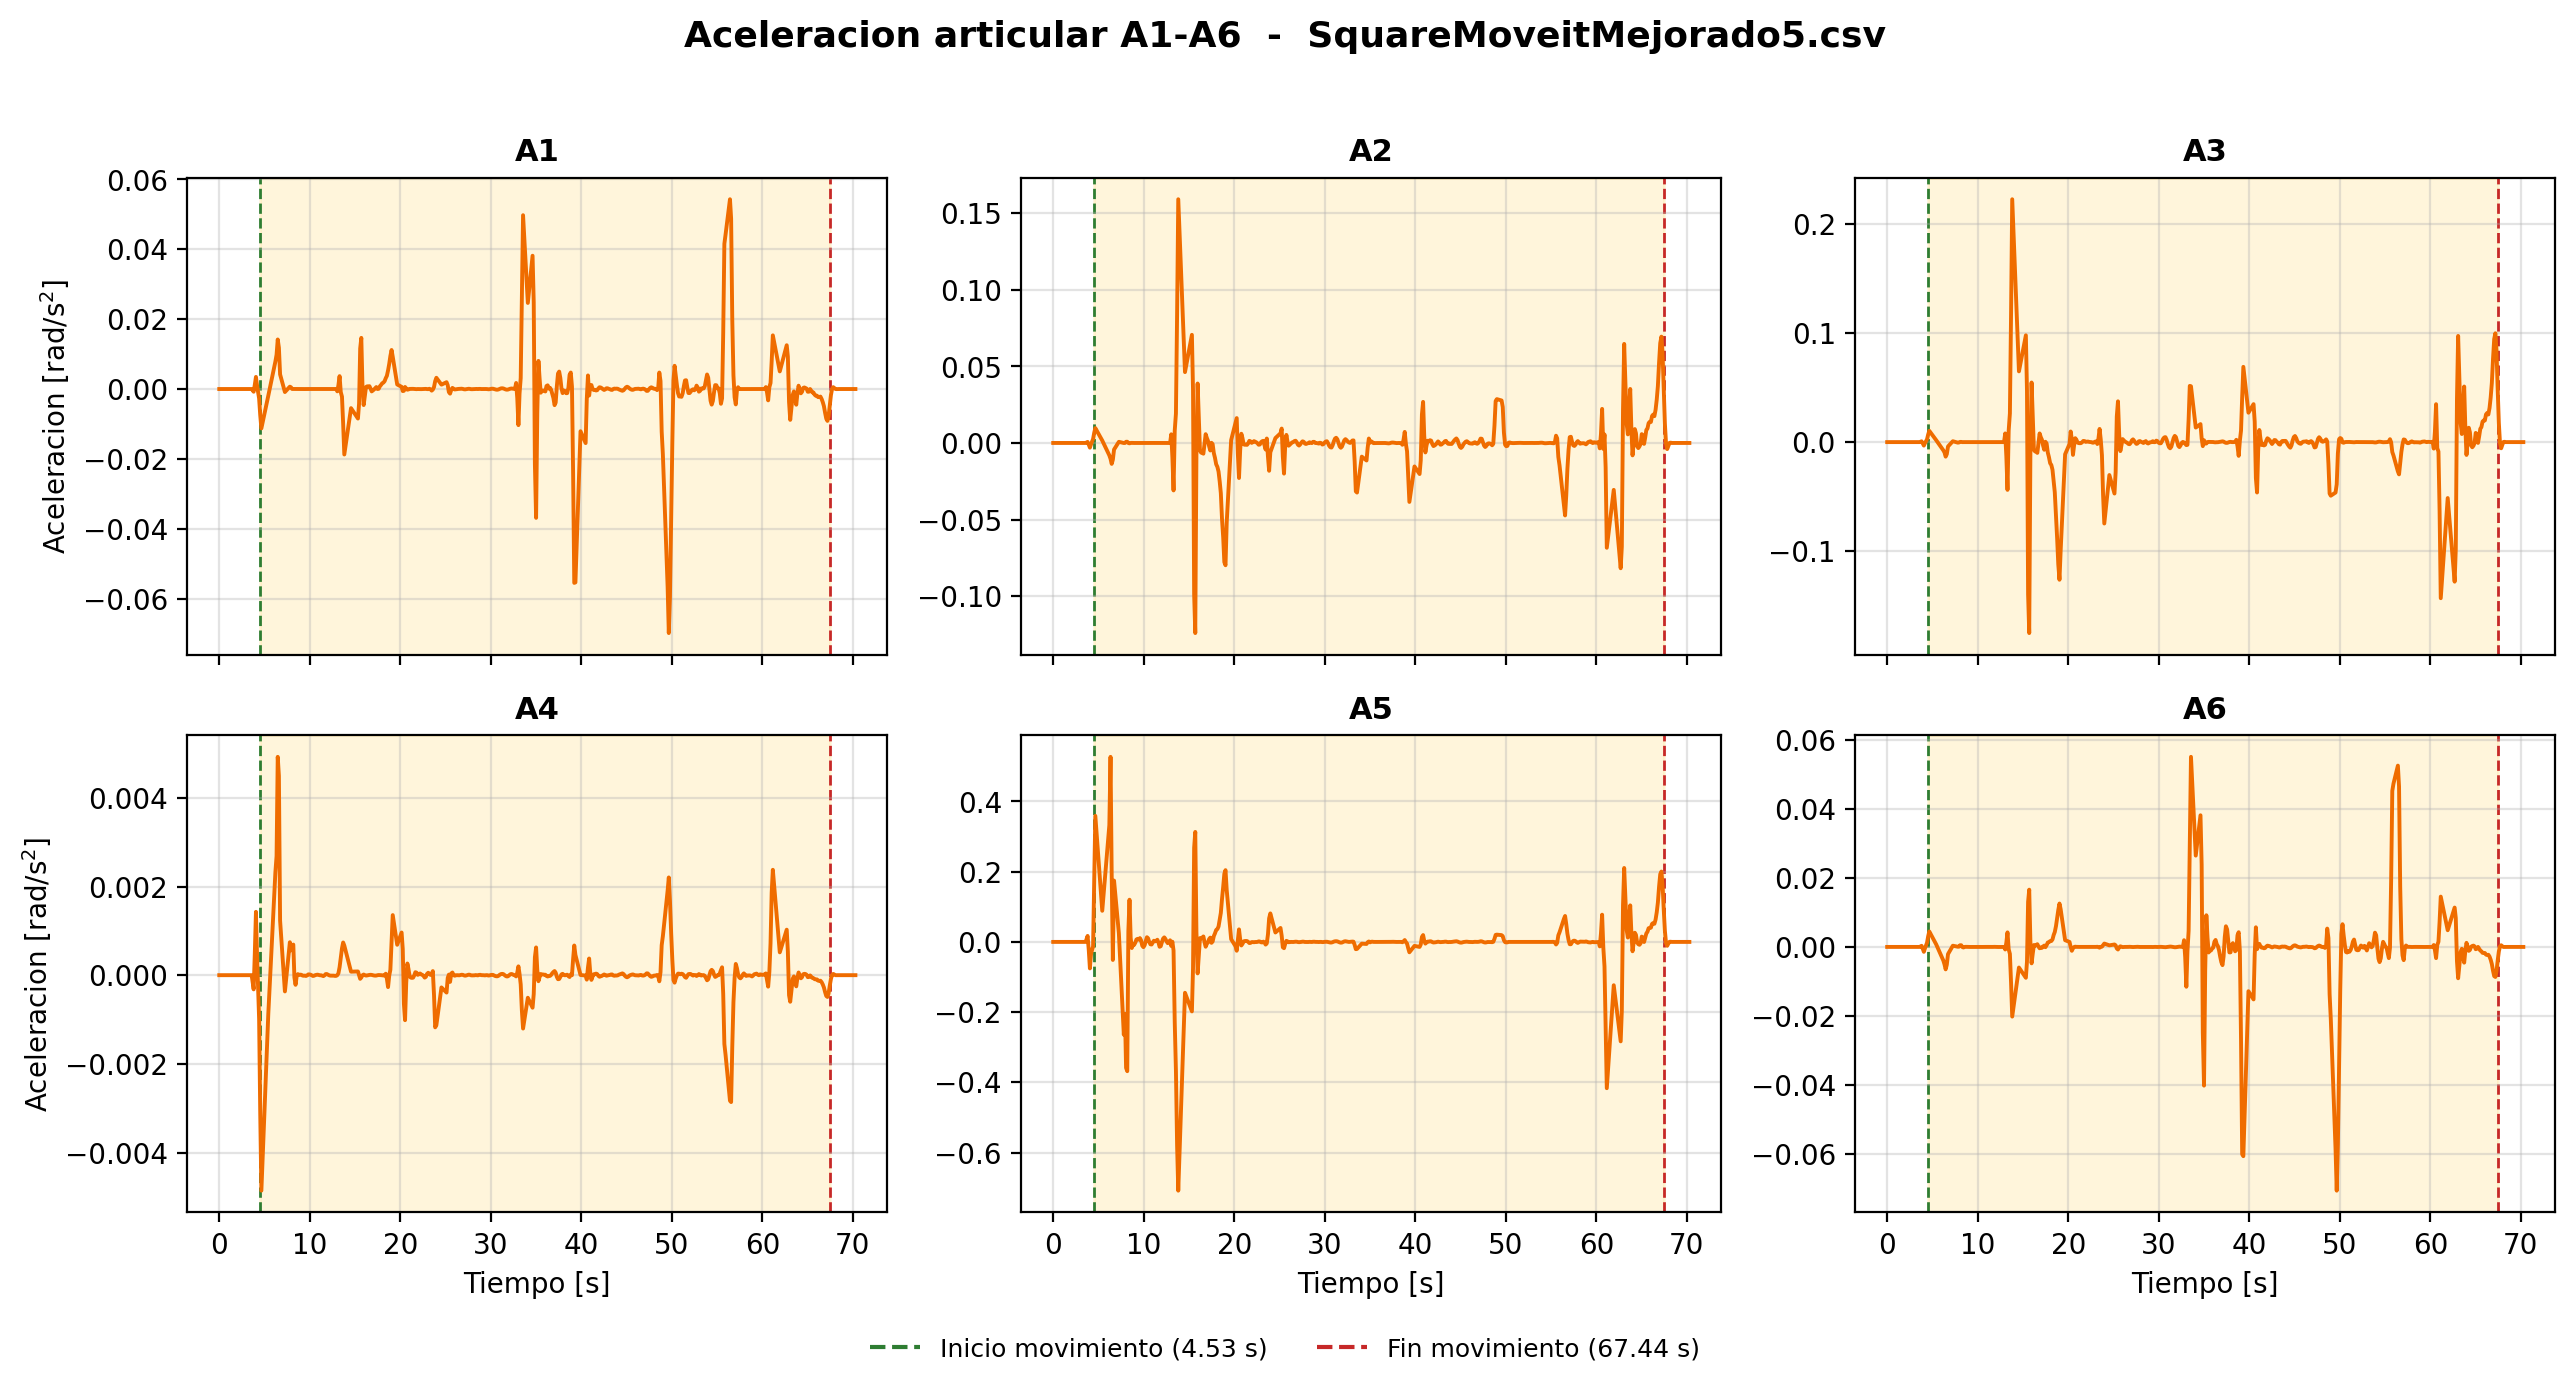 Aceleracion articular A1-A6  -  SquareMoveitMejorado5.csv
A1
0.06
0.04
0.02
0.00
−0.02
−0.04
−0.06
Aceleracion [rad/s²]
A2
0.15
0.10
0.05
0.00
−0.05
−0.10
A3
0.2
0.1
0.0
−0.1
A4
0.004
0.002
0.000
−0.002
−0.004
Aceleracion [rad/s²]
0 10 20 30 40 50 60 70
Tiempo [s]
A5
0.4
0.2
0.0
−0.2
−0.4
−0.6
0 10 20 30 40 50 60 70
Tiempo [s]
A6
0.06
0.04
0.02
0.00
−0.02
−0.04
−0.06
0 10 20 30 40 50 60 70
Tiempo [s]
Inicio movimiento (4.53 s)
Fin movimiento (67.44 s)